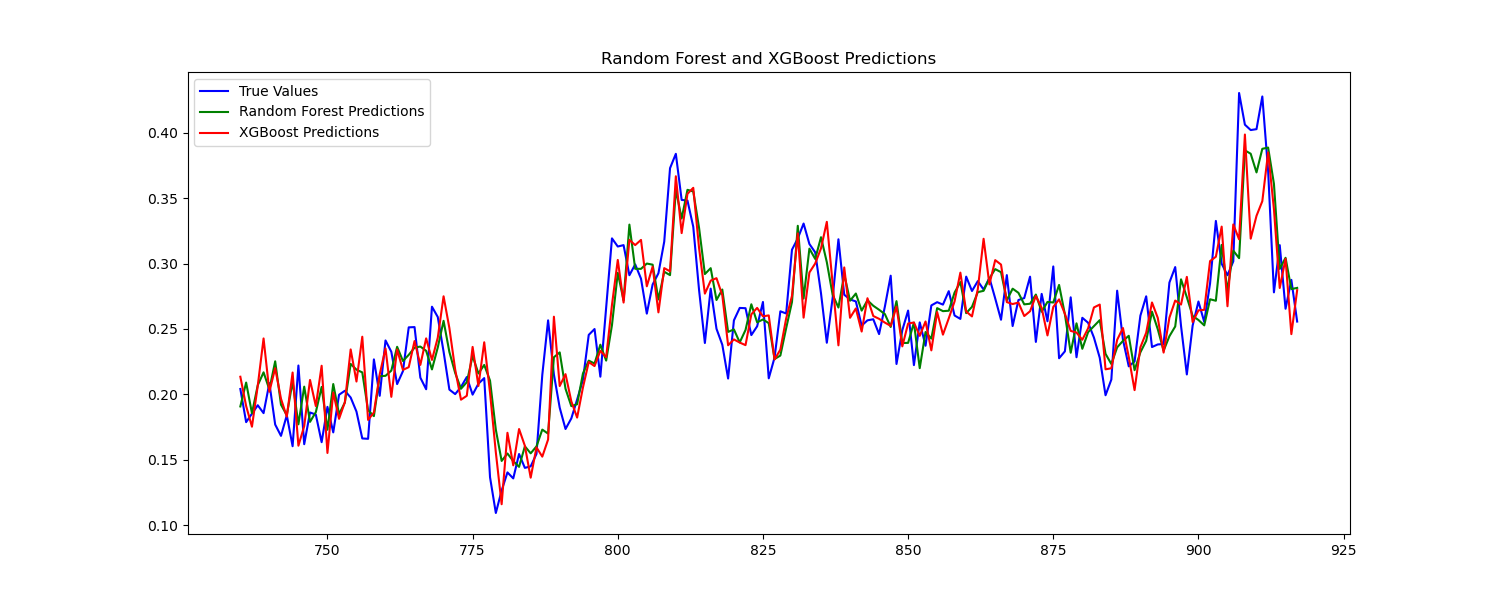 Random Forest and XGBoost Predictions
True Values
Random Forest Predictions
XGBoost Predictions
0.40
0.35
0.30
0.25
0.20
0.15
0.10
750 775 800 825 850 875 900 925